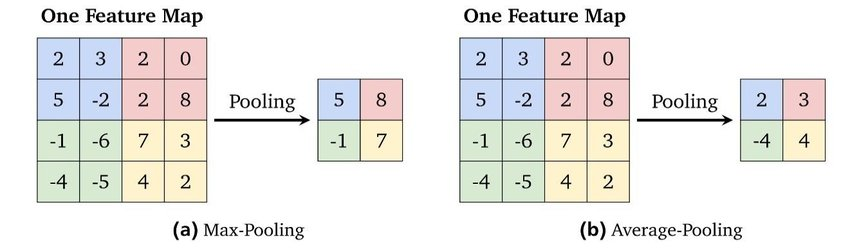 One Feature Map
2 3 2 0
5 -2 2 8
-1 -6 7 3
-4 -5 4 2
Pooling
5 8
-1 7
(a) Max-Pooling
One Feature Map
2 3 2 0
5 -2 2 8
-1 -6 7 3
-4 -5 4 2
Pooling
2 3
-4 4
(b) Average-Pooling